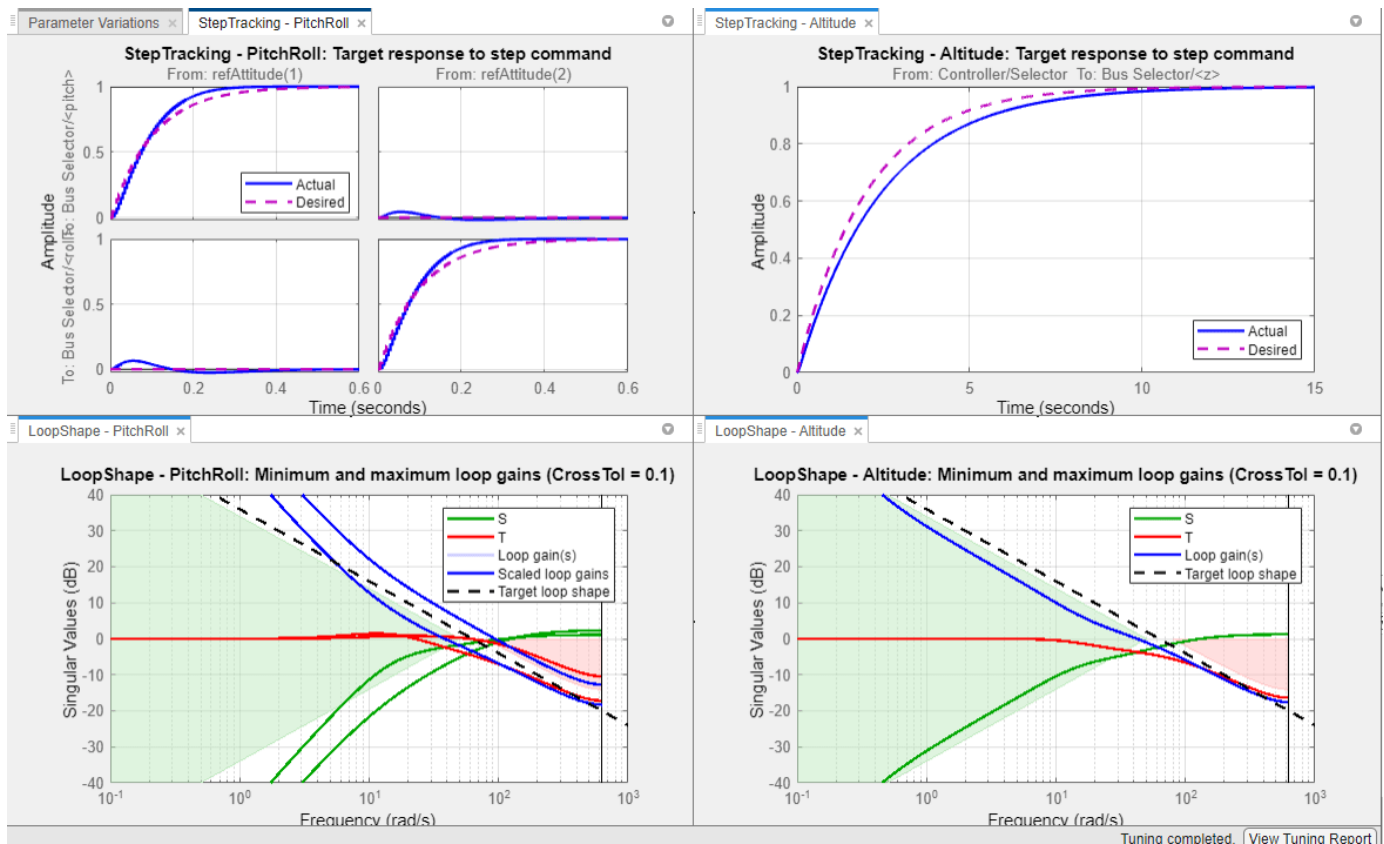 Parameter Variations × StepTracking - PitchRoll ×
StepTracking - PitchRoll: Target response to step command
From: refAttitude(1) From: refAttitude(2)
To: Bus Selector/<pitch>
To: Bus Selector/<roll>
Amplitude
1
0.5
0
1
0.5
0
Actual
Desired
0 0.2 0.4 0.6 0 0.2 0.4 0.6
Time (seconds)
StepTracking - Altitude ×
StepTracking - Altitude: Target response to step command
From: Controller/Selector To: Bus Selector/<z>
Amplitude
1
0.8
0.6
0.4
0.2
0
Actual
Desired
0 5 10 15
Time (seconds)
LoopShape - PitchRoll ×
LoopShape - PitchRoll: Minimum and maximum loop gains (CrossTol = 0.1)
Singular Values (dB)
40
30
20
10
0
-10
-20
-30
-40
S
T
Loop gain(s)
Scaled loop gains
Target loop shape
10^-1 10^0 10^1 10^2 10^3
Frequency (rad/s)
LoopShape - Altitude ×
LoopShape - Altitude: Minimum and maximum loop gains (CrossTol = 0.1)
Singular Values (dB)
40
30
20
10
0
-10
-20
-30
-40
S
T
Loop gain(s)
Target loop shape
10^-1 10^0 10^1 10^2 10^3
Frequency (rad/s)
Tuning completed. View Tuning Report